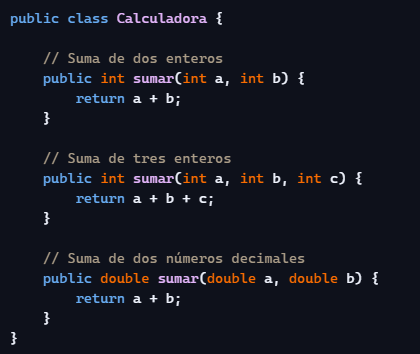 public class Calculadora {
// Suma de dos enteros
public int sumar(int a, int b) {
return a + b;
}
// Suma de tres enteros
public int sumar(int a, int b, int c) {
return a + b + c;
}
// Suma de dos números decimales
public double sumar(double a, double b) {
return a + b;
}
}